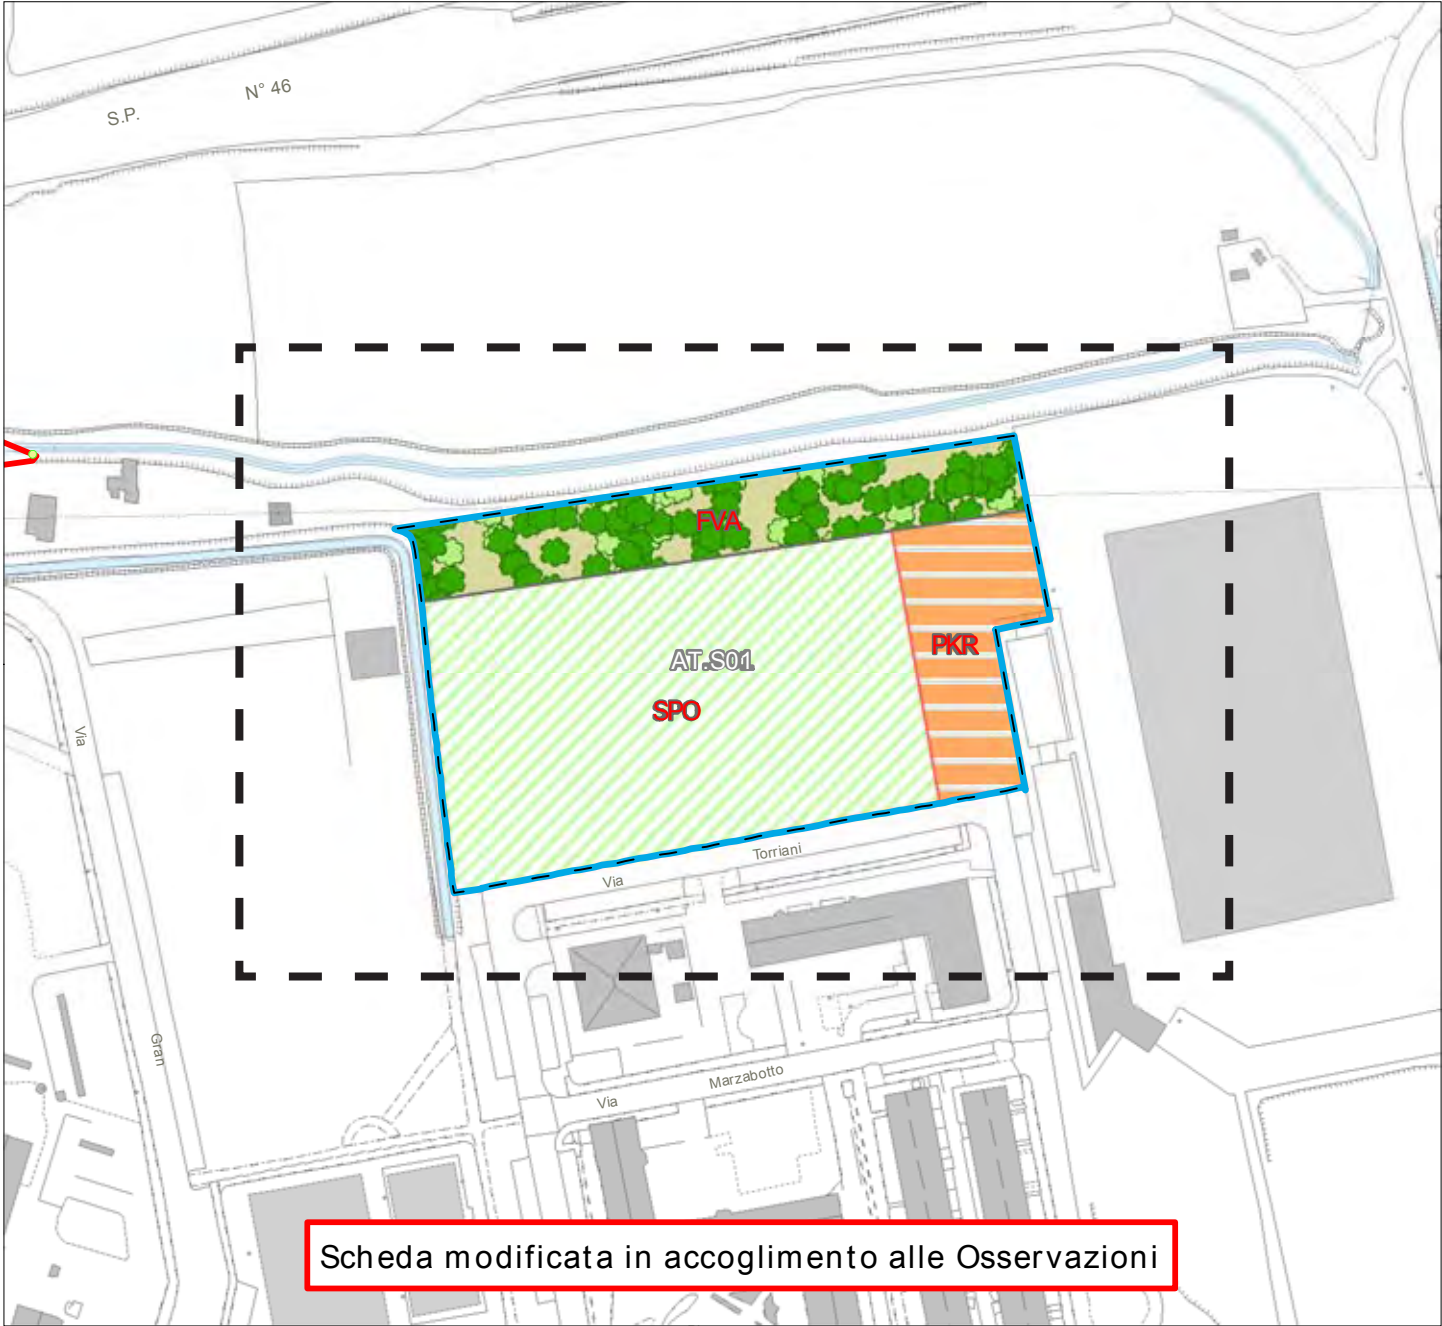 S.P. N° 46
FVA
PKR
AT.S01
SPO
Via
Via Torriani
Gran
Via Marzabotto
Scheda modificata in accoglimento alle Osservazioni